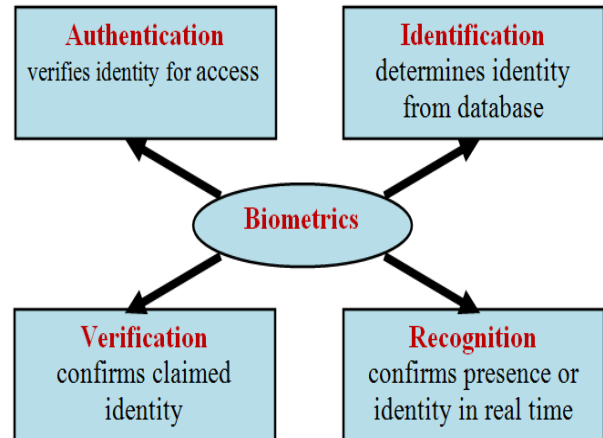 Authentication
verifies identity for access
Identification
determines identity
from database
Biometrics
Verification
confirms claimed
identity
Recognition
confirms presence or
identity in real time